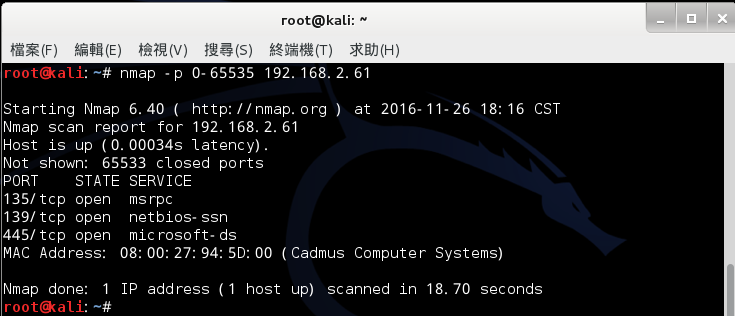 root@kali: ~
檔案(F) 編輯(E) 檢視(V) 搜尋(S) 終端機(T) 求助(H)
root@kali:~# nmap -p 0-65535 192.168.2.61

Starting Nmap 6.40 ( http://nmap.org ) at 2016-11-26 18:16 CST
Nmap scan report for 192.168.2.61
Host is up (0.00034s latency).
Not shown: 65533 closed ports
PORT    STATE SERVICE
135/tcp open  msrpc
139/tcp open  netbios-ssn
445/tcp open  microsoft-ds
MAC Address: 08:00:27:94:5D:00 (Cadmus Computer Systems)

Nmap done: 1 IP address (1 host up) scanned in 18.70 seconds
root@kali:~#